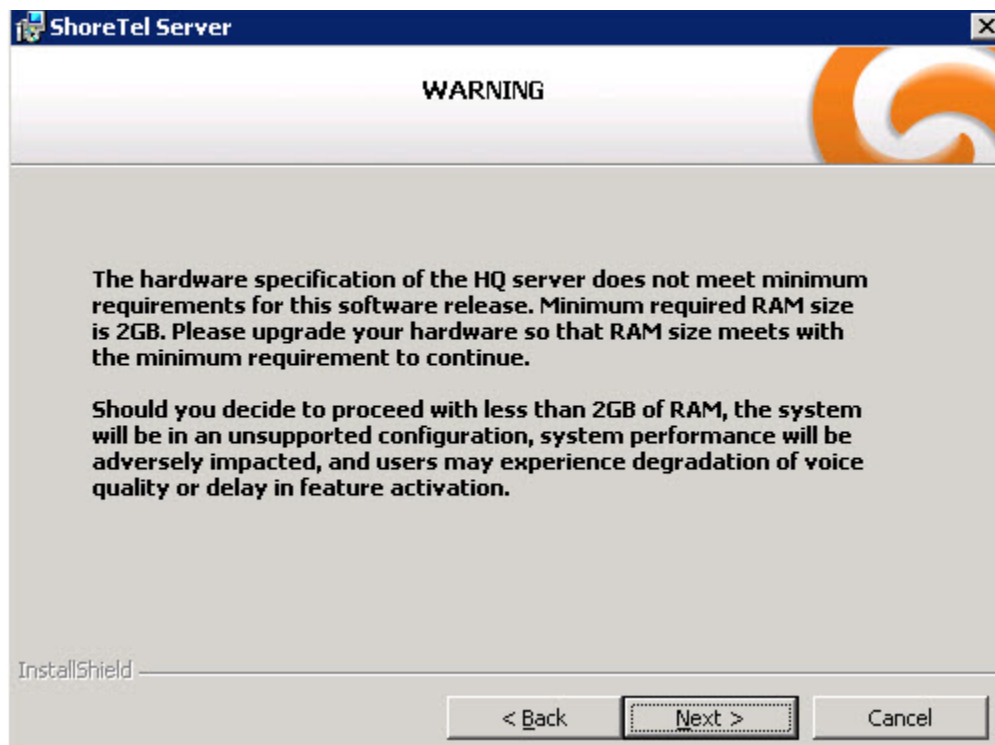 ShoreTel Server
WARNING
The hardware specification of the HQ server does not meet minimum
requirements for this software release. Minimum required RAM size
is 2GB. Please upgrade your hardware so that RAM size meets with
the minimum requirement to continue.
Should you decide to proceed with less than 2GB of RAM, the system
will be in an unsupported configuration, system performance will be
adversely impacted, and users may experience degradation of voice
quality or delay in feature activation.
InstallShield
< Back
Next >
Cancel